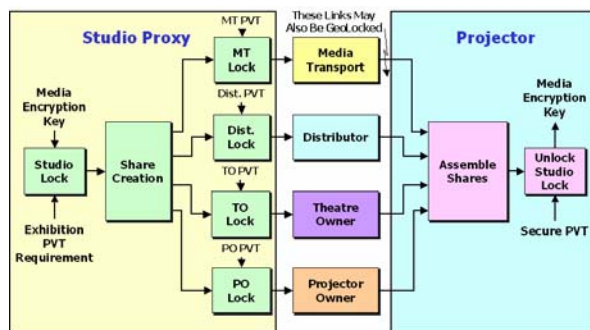 Studio Proxy
MT PVT
These Links May
Also Be GeoLocked
Projector
MT
Lock
Media
Transport
Media
Encryption
Key
Dist. PVT
Media
Encryption
Key
Studio
Lock
Share
Creation
Dist.
Lock
Distributor
Assemble
Shares
Unlock
Studio
Lock
TO PVT
TO
Lock
Theatre
Owner
Exhibition
PVT
Requirement
Secure PVT
PO PVT
PO
Lock
Projector
Owner